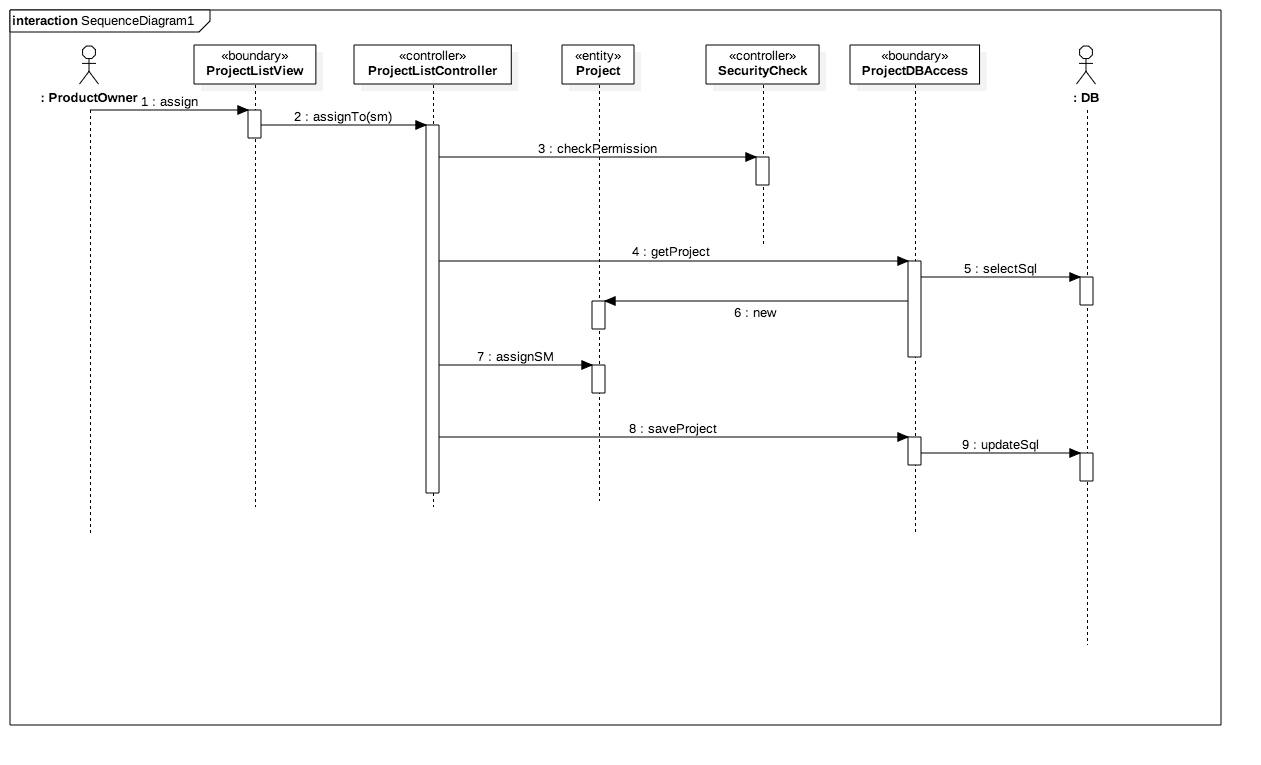 interaction SequenceDiagram1
«boundary»
ProjectListView
«controller»
ProjectListController
«entity»
Project
«controller»
SecurityCheck
«boundary»
ProjectDBAccess
: ProductOwner
: DB
1 : assign
2 : assignTo(sm)
3 : checkPermission
4 : getProject
5 : selectSql
6 : new
7 : assignSM
8 : saveProject
9 : updateSql